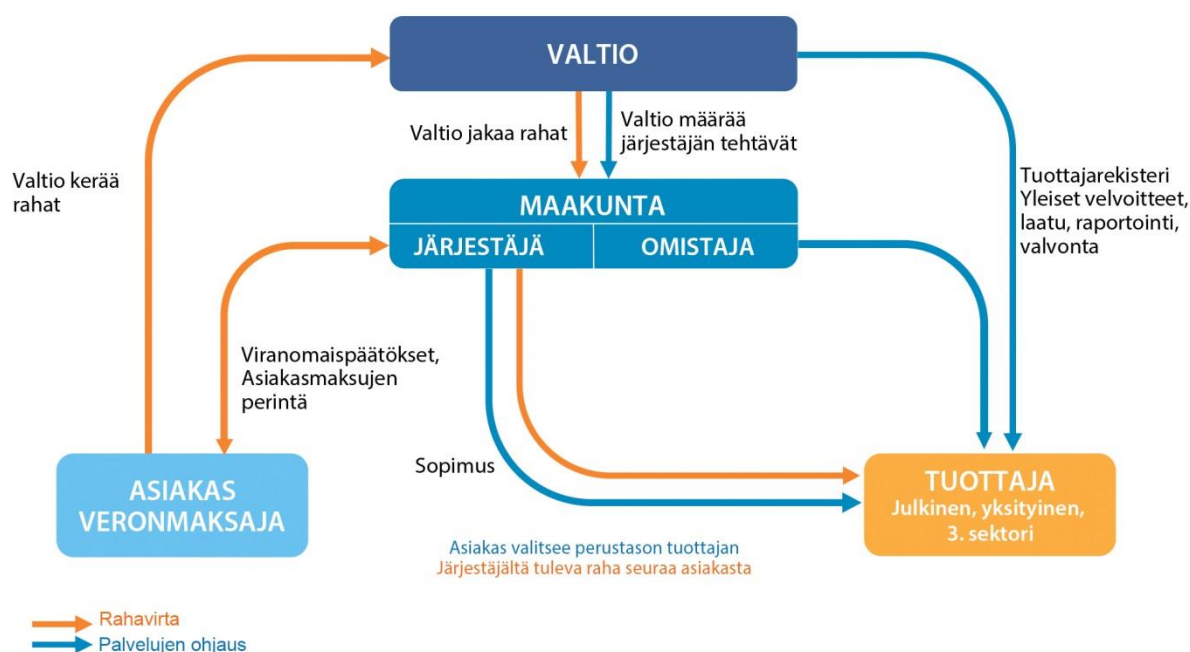 VALTIO
Valtio jakaa rahat
Valtio määrää
järjestäjän tehtävät
Valtio kerää
rahat
Tuottajarekisteri
Yleiset velvoitteet,
laatu, raportointi,
valvonta
MAAKUNTA
JÄRJESTÄJÄ
OMISTAJA
Viranomaispäätökset,
Asiakasmaksujen
perintä
Sopimus
ASIAKAS
VERONMAKSAJA
TUOTTAJA
Julkinen, yksityinen,
3. sektori
Asiakas valitsee perustason tuottajan
Järjestäjältä tuleva raha seuraa asiakasta
Rahavirta
Palvelujen ohjaus